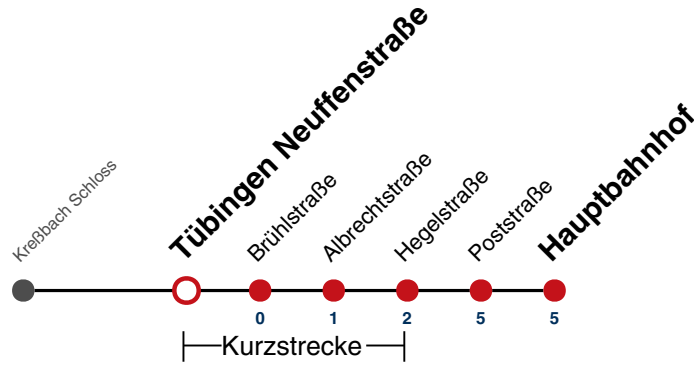 Kreßbach Schloss
Tübingen Neuffenstraße
Brühlstraße
Albrechtstraße
Hegelstraße
Poststraße
Hauptbahnhof
0 1 2 5 5
Kurzstrecke